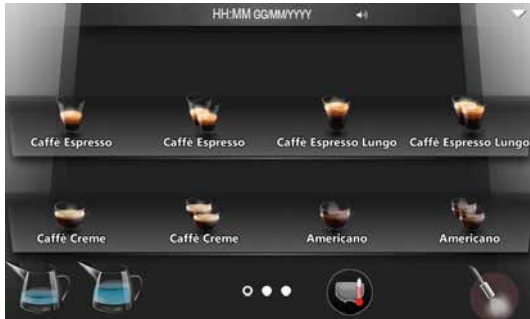 HH:MM GG/MM/YYYY
Caffè Espresso Caffè Espresso Caffè Espresso Lungo Caffè Espresso Lungo
Caffè Creme Caffè Creme Americano Americano